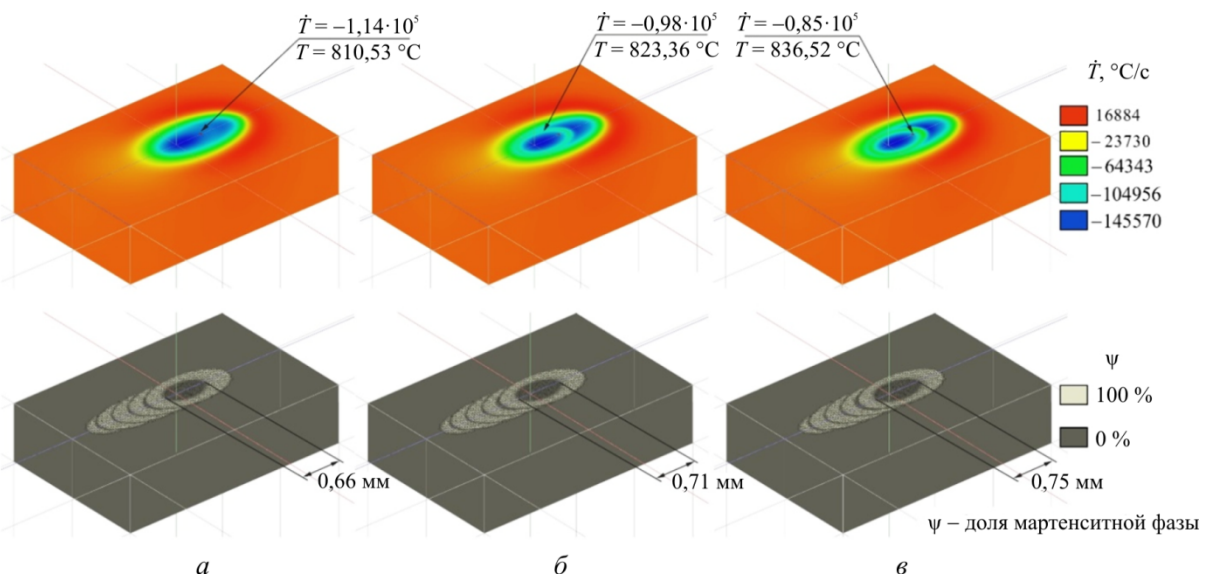 Ṫ = –1,14·10⁵
T = 810,53 °C
Ṫ = –0,98·10⁵
T = 823,36 °C
Ṫ = –0,85·10⁵
T = 836,52 °C
Ṫ, °C/c
16884
–23730
–64343
–104956
–145570
ψ
100 %
0 %
0,66 мм
0,71 мм
0,75 мм
ψ – доля мартенситной фазы
а
б
в